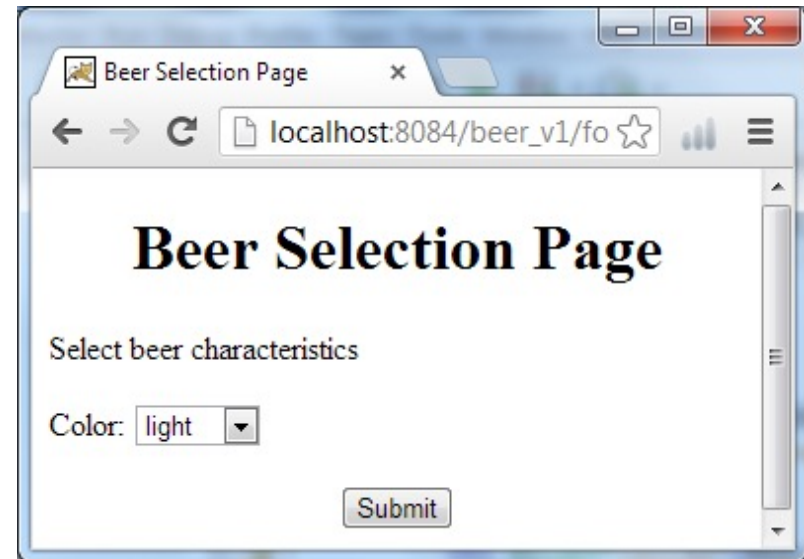 Beer Selection Page
localhost:8084/beer_v1/fo
Beer Selection Page
Select beer characteristics
Color: light
Submit